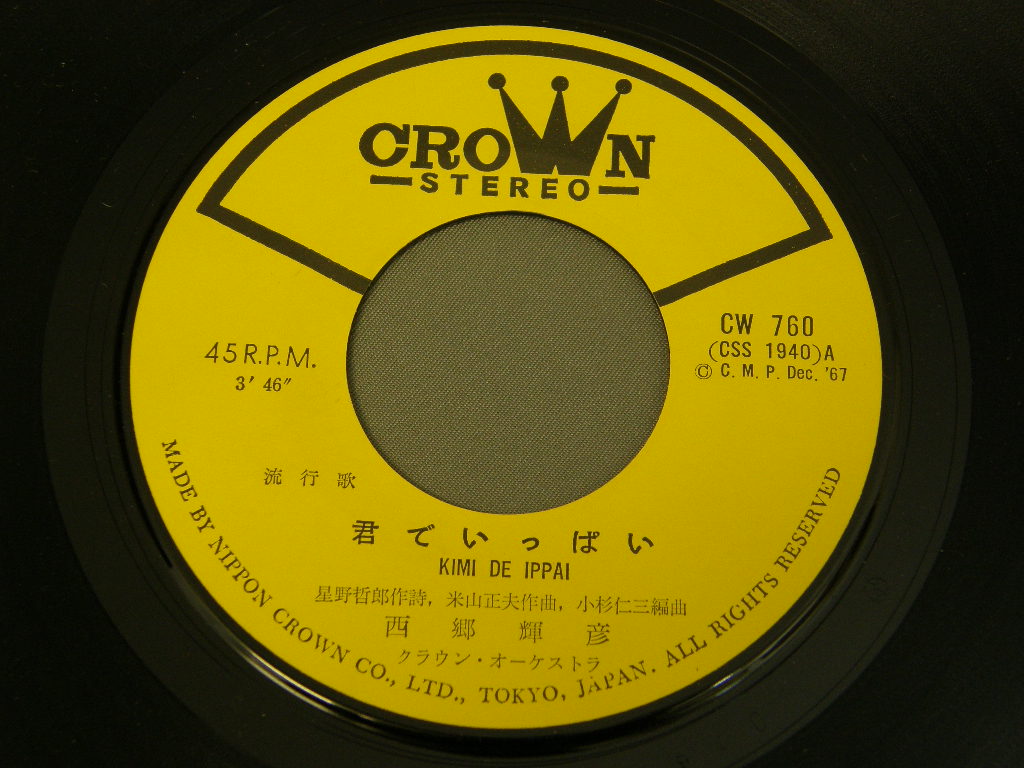 CROWN
STEREO
45 R.P.M.
3' 46"
CW 760
(CSS 1940)A
© C. M. P. Dec. '67
流行歌
君でいっぱい
KIMI DE IPPAI
星野哲郎作詩, 米山正夫作曲, 小杉仁三編曲
西郷輝彦
クラウン・オーケストラ
MADE BY NIPPON CROWN CO., LTD., TOKYO, JAPAN. ALL RIGHTS RESERVED